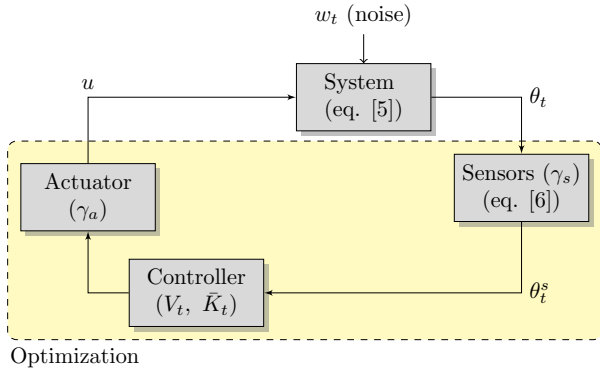 w_t (noise)
u
System
(eq. [5])
θ_t
Actuator
(γ_a)
Sensors (γ_s)
(eq. [6])
Controller
(V_t, K̄_t)
θ_t^s
Optimization